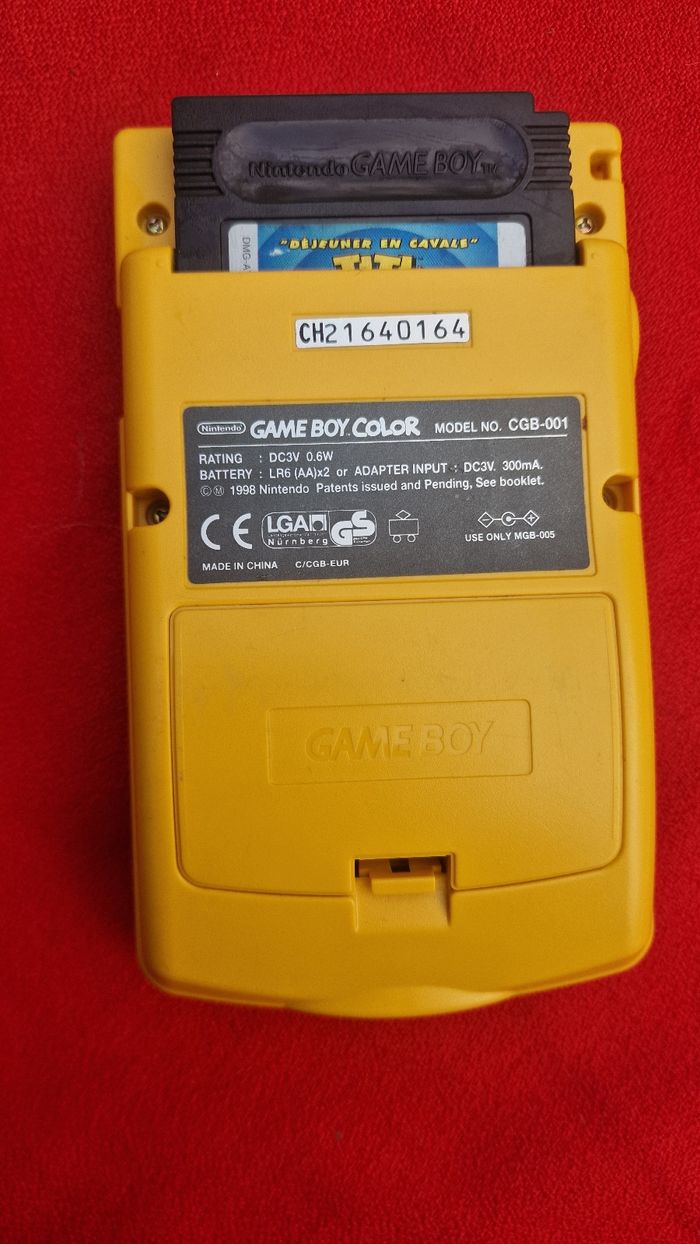 Nintendo GAME BOY TM
"DÉJEUNER EN CAVALE"
TITI
DMG-A
CH21640164
Nintendo GAME BOY COLOR MODEL NO. CGB-001
RATING : DC3V 0.6W
BATTERY : LR6 (AA)x2 or ADAPTER INPUT : DC3V. 300mA.
© Ⓜ 1998 Nintendo Patents issued and Pending, See booklet.
CE LGA Nürnberg GS
USE ONLY MGB-005
MADE IN CHINA C/CGB-EUR
GAME BOY